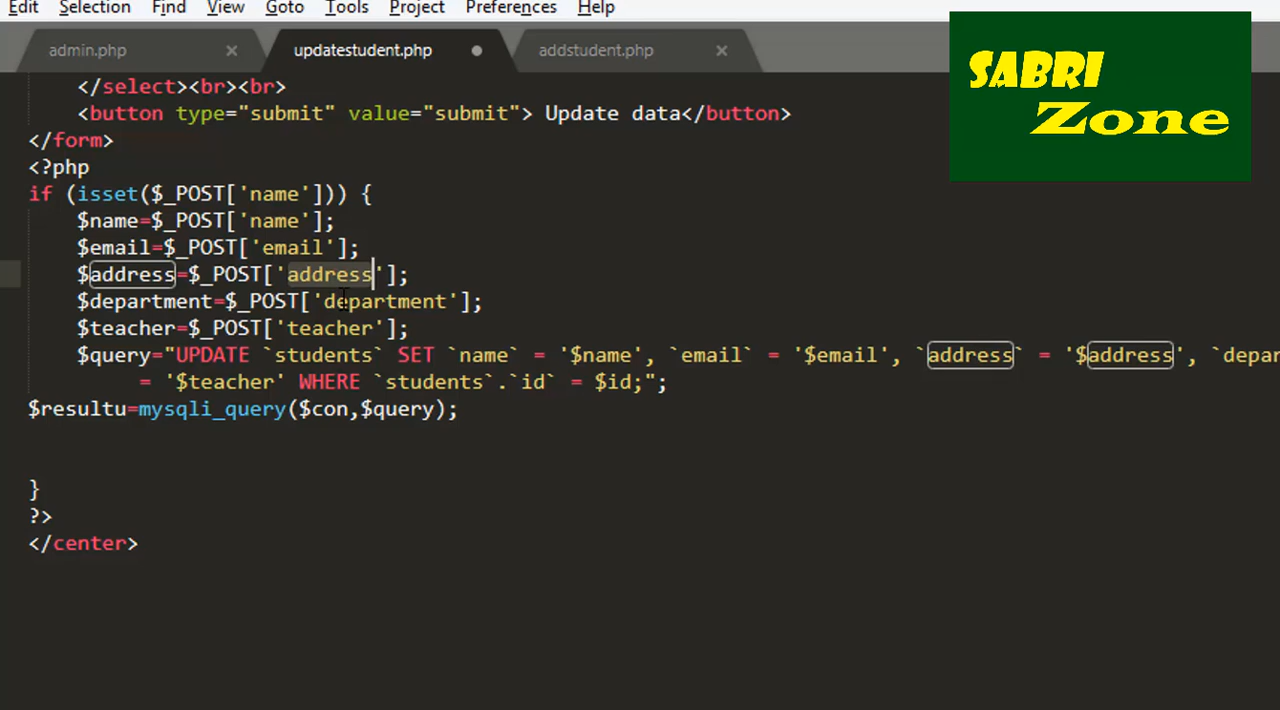 Edit Selection Find View Goto Tools Project Preferences Help
admin.php × updatestudent.php addstudent.php ×
SABRI
Zone
</select><br><br>
<button type="submit" value="submit"> Update data</button>
</form>
<?php
if (isset($_POST['name'])) {
$name=$_POST['name'];
$email=$_POST['email'];
$address=$_POST['address'];
$department=$_POST['department'];
$teacher=$_POST['teacher'];
$query="UPDATE `students` SET `name` = '$name', `email` = '$email', `address` = '$address', `depar
= '$teacher' WHERE `students`.`id` = $id;";
$resultu=mysqli_query($con,$query);
}
?>
</center>